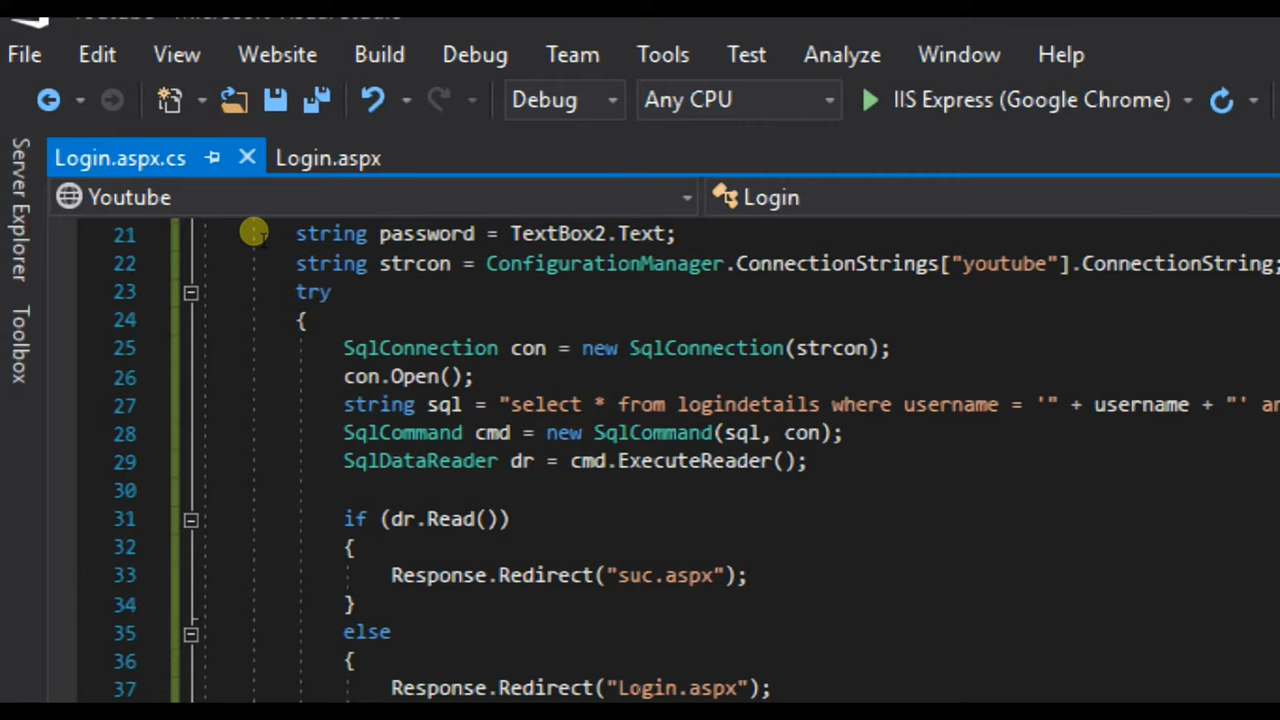 File Edit View Website Build Debug Team Tools Test Analyze Window Help
Debug Any CPU IIS Express (Google Chrome)
Server Explorer
Toolbox
Login.aspx.cs Login.aspx
Youtube Login
21 string password = TextBox2.Text;
22 string strcon = ConfigurationManager.ConnectionStrings["youtube"].ConnectionString;
23 try
24 {
25 SqlConnection con = new SqlConnection(strcon);
26 con.Open();
27 string sql = "select * from logindetails where username = '" + username + "' an
28 SqlCommand cmd = new SqlCommand(sql, con);
29 SqlDataReader dr = cmd.ExecuteReader();
30
31 if (dr.Read())
32 {
33 Response.Redirect("suc.aspx");
34 }
35 else
36 {
37 Response.Redirect("Login.aspx");